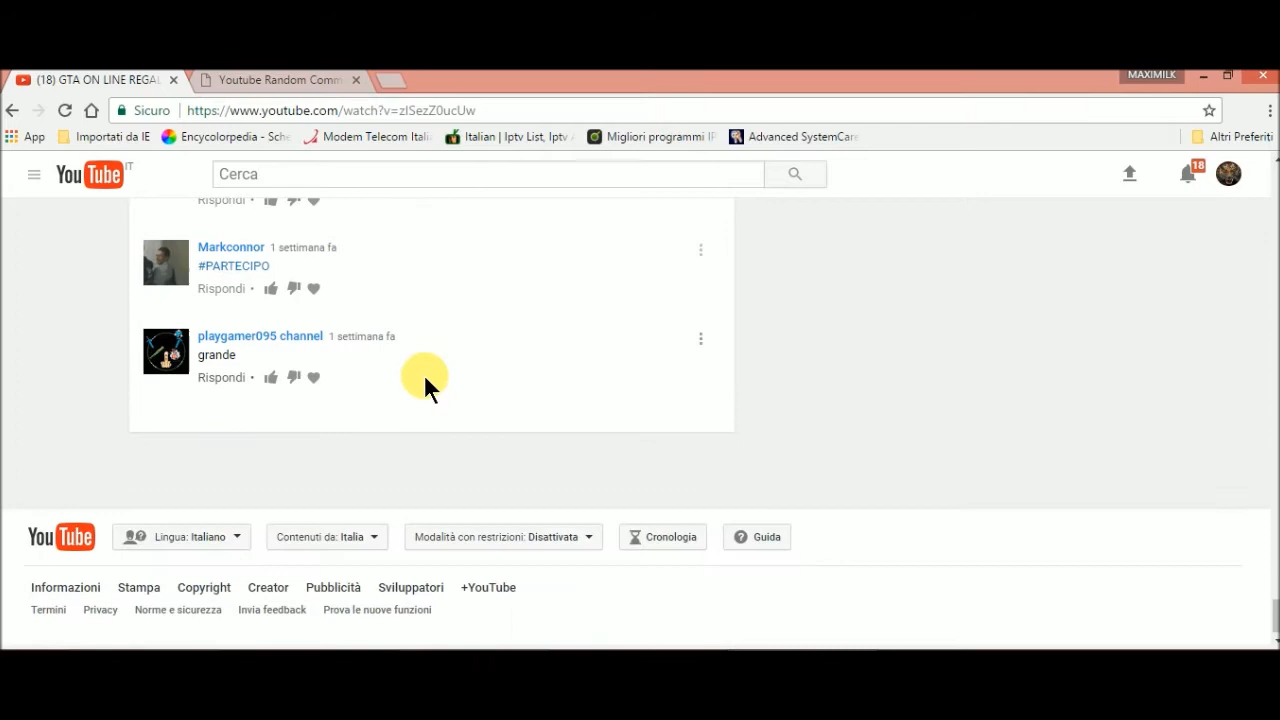 MAXIMILK
(18) GTA ON LINE REGAL
Youtube Random Comm
Sicuro
https://www.youtube.com/watch?v=zISezZ0ucUw
App
Importati da IE
Encycolorpedia - Sche
Modem Telecom Itali
Italian | Iptv List, Iptv
Migliori programmi IP
Advanced SystemCare
Altri Preferiti
YouTube IT
Cerca
18
Rispondi
Markconnor 1 settimana fa
#PARTECIPO
Rispondi •
playgamer095 channel 1 settimana fa
grande
Rispondi •
YouTube
Lingua: Italiano
Contenuti da: Italia
Modalità con restrizioni: Disattivata
Cronologia
Guida
Informazioni Stampa Copyright Creator Pubblicità Sviluppatori +YouTube
Termini Privacy Norme e sicurezza Invia feedback Prova le nuove funzioni